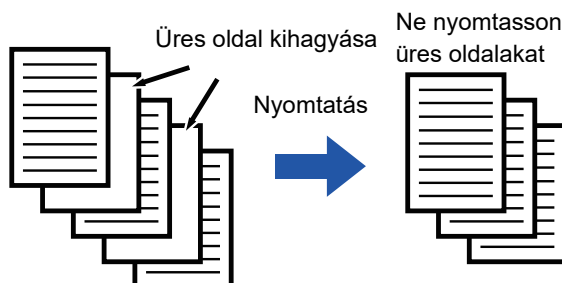 Üres oldal kihagyása
Nyomtatás
Ne nyomtasson
üres oldalakat